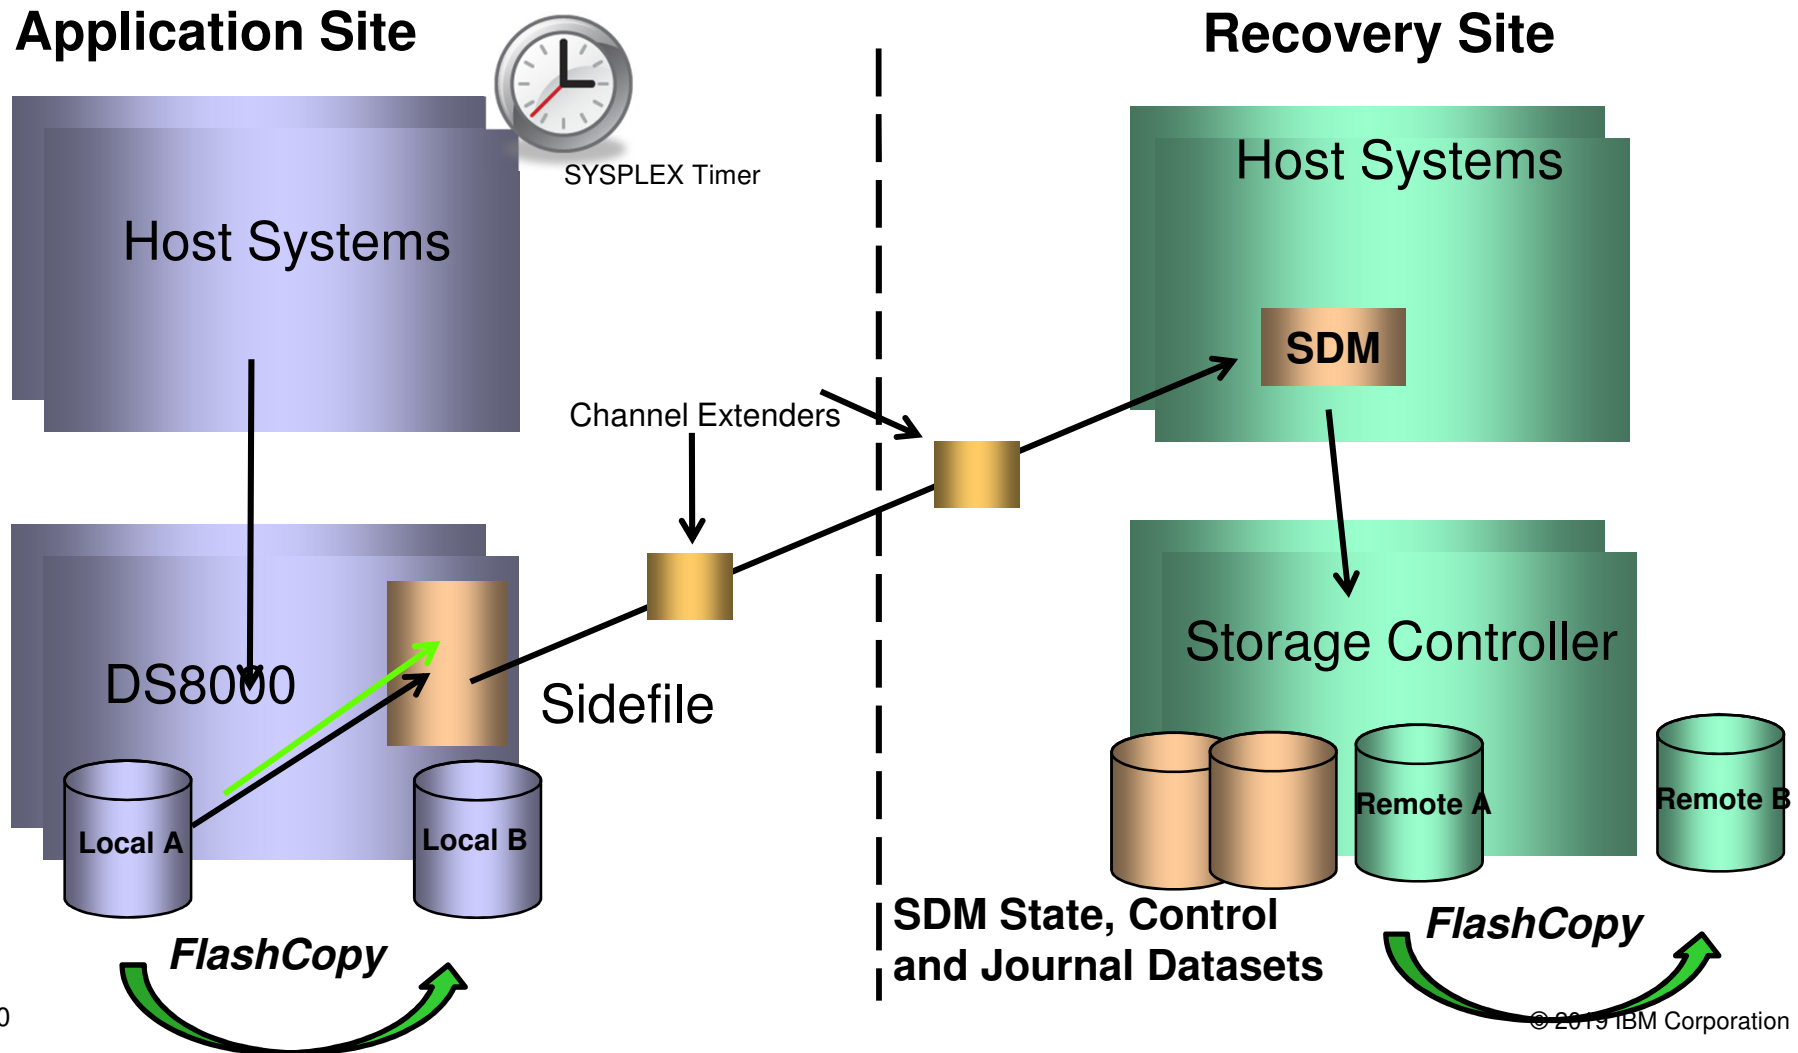 Application Site
Recovery Site
SYSPLEX Timer
Host Systems
Host Systems
SDM
Channel Extenders
DS8000
Sidefile
Storage Controller
Local A
Local B
Remote A
Remote B
SDM State, Control
and Journal Datasets
FlashCopy
FlashCopy
0
© 2019 IBM Corporation